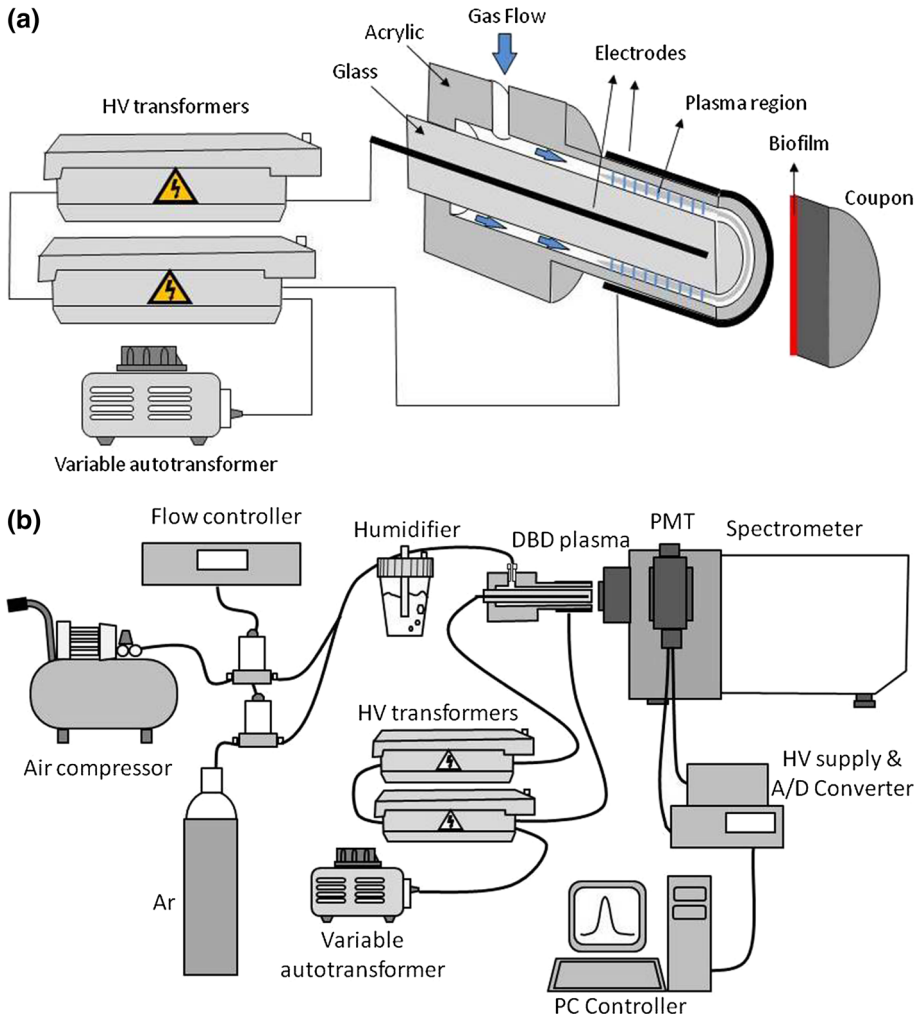 (a)
Gas Flow
Acrylic
Electrodes
Glass
HV transformers
Plasma region
Biofilm
Coupon
Variable autotransformer
(b)
Flow controller
Humidifier
DBD plasma
PMT
Spectrometer
HV transformers
Air compressor
HV supply &
A/D Converter
Ar
Variable
autotransformer
PC Controller